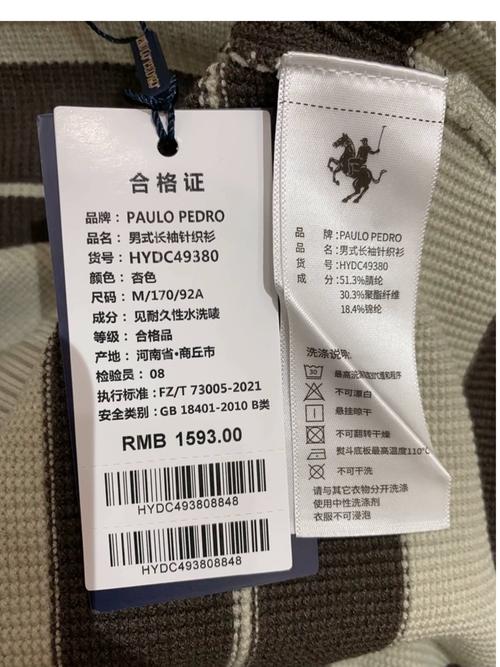 合格证
品牌： PAULO PEDRO
品名：男式长袖针织衫
货号：HYDC49380
颜色：杏色
尺码：M/170/92A
成分：见耐久性水洗唛
等级：合格品
产地：河南省·商丘市
检验员：08
执行标准：FZ/T 73005-2021
安全类别：GB 18401-2010 B类
RMB 1593.00
HYDC493808848
HYDC493808848
品 牌：PAULO PEDRO
品 名：男式长袖针织衫
货 号：HYDC49380
成 分：51.3%腈纶
30.3%聚酯纤维
18.4%锦纶
洗涤说明：
30
不可漂白
悬挂晾干
不可翻转干燥
熨斗底板最高温度110℃
不可干洗
请与其它衣物分开洗涤
使用中性洗涤剂
衣服不可浸泡